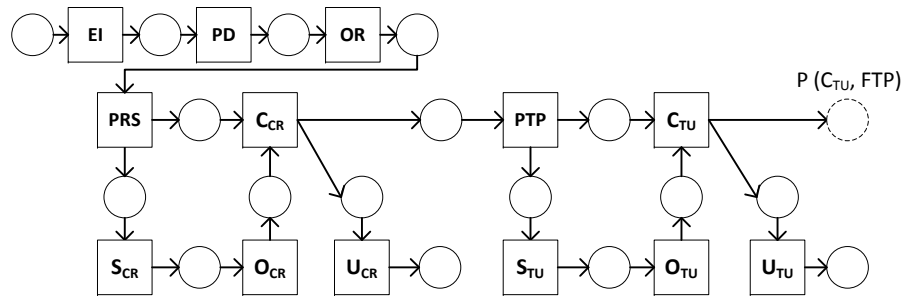 EI PD OR
P (CTU, FTP)
PRS CCR PTP CTU
SCR OCR UCR STU OTU UTU